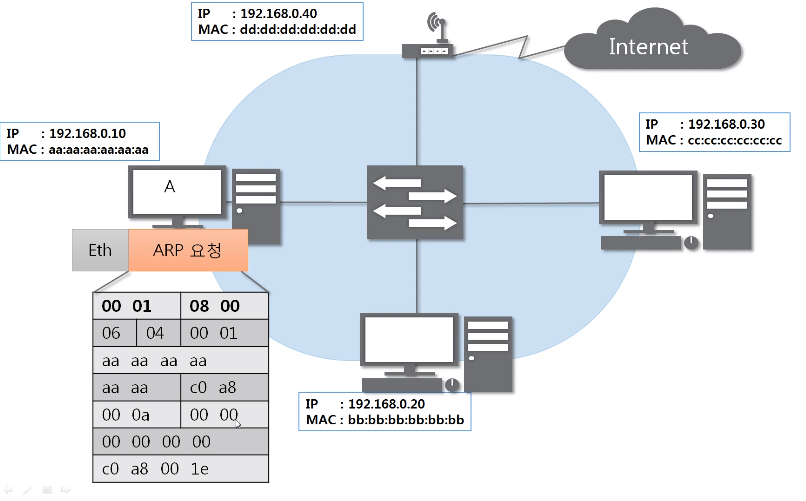 IP : 192.168.0.40
MAC : dd:dd:dd:dd:dd:dd
Internet
IP : 192.168.0.10
MAC : aa:aa:aa:aa:aa:aa
IP : 192.168.0.30
MAC : cc:cc:cc:cc:cc:cc
A
Eth ARP 요청
00 01 08 00
06 04 00 01
aa aa aa aa
aa aa c0 a8
00 0a 00 00
00 00 00 00
c0 a8 00 1e
IP : 192.168.0.20
MAC : bb:bb:bb:bb:bb:bb